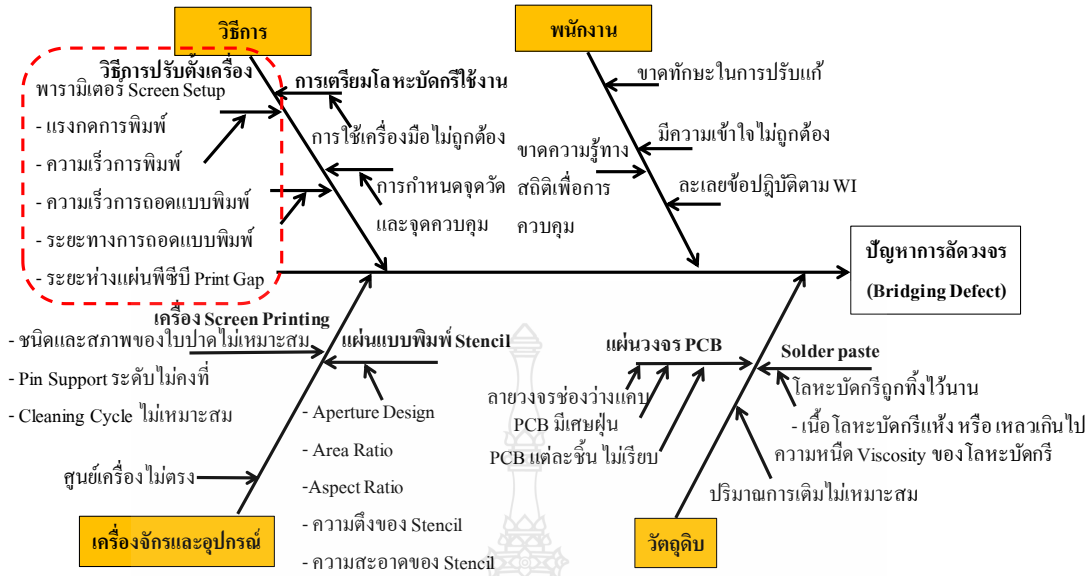 วิธีการ
พนักงาน
วิธีการปรับตั้งเครื่อง
พารามิเตอร์ Screen Setup
- แรงกดการพิมพ์
- ความเร็วการพิมพ์
- ความเร็วการถอดแบบพิมพ์
- ระยะทางการถอดแบบพิมพ์
- ระยะห่างแผ่นพีซีบี Print Gap
การเตรียมโลหะบัดกรีใช้งาน
การใช้เครื่องมือไม่ถูกต้อง
การกำหนดจุดวัด
และจุดควบคุม
ขาดทักษะในการปรับแก้
มีความเข้าใจไม่ถูกต้อง
ขาดความรู้ทาง
สถิติเพื่อการ
ควบคุม
ละเลยข้อปฎิบัติตาม WI
ปัญหาการลัดวงจร
(Bridging Defect)
เครื่อง Screen Printing
- ชนิดและสภาพของใบปาดไม่เหมาะสม
- Pin Support ระดับไม่คงที่
- Cleaning Cycle ไม่เหมาะสม
ศูนย์เครื่องไม่ตรง
แผ่นแบบพิมพ์ Stencil
- Aperture Design
- Area Ratio
-Aspect Ratio
- ความตึงของ Stencil
- ความสะอาดของ Stencil
แผ่นวงจร PCB
ลายวงจรช่องว่างแคบ
PCB มีเศษฝุ่น
PCB แต่ละชิ้น ไม่เรียบ
Solder paste
โลหะบัดกรีถูกทิ้งไว้นาน
- เนื้อโลหะบัดกรีแห้ง หรือ เหลวเกินไป
ความหนืด Viscosity ของโลหะบัดกรี
ปริมาณการเติมไม่เหมาะสม
เครื่องจักรและอุปกรณ์
วัตถุดิบ